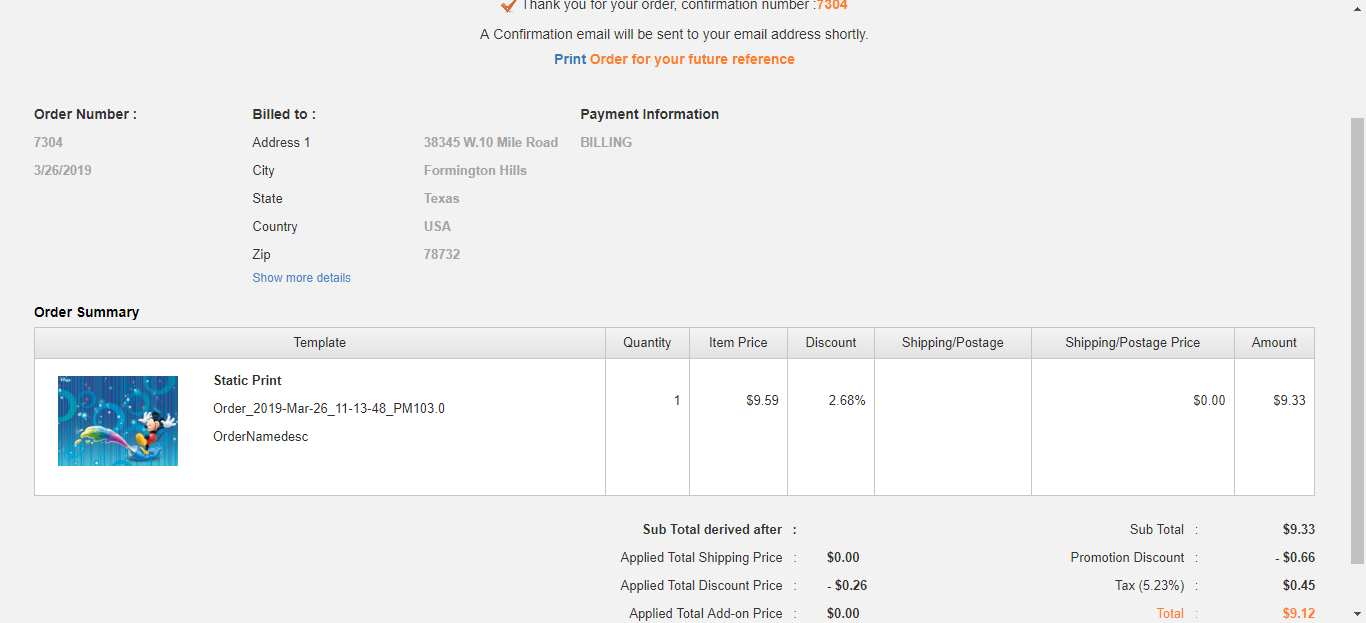 Thank you for your order, confirmation number :7304
A Confirmation email will be sent to your email address shortly.
Print Order for your future reference
Order Number :
7304
3/26/2019
Billed to :
Address 1 38345 W.10 Mile Road
City Formington Hills
State Texas
Country USA
Zip 78732
Show more details
Payment Information
BILLING
Order Summary
Template Quantity Item Price Discount Shipping/Postage Shipping/Postage Price Amount
Static Print
Order_2019-Mar-26_11-13-48_PM103.0
OrderNamedesc
1 $9.59 2.68% $0.00 $9.33
Sub Total derived after :
Applied Total Shipping Price : $0.00
Applied Total Discount Price : - $0.26
Applied Total Add-on Price : $0.00
Sub Total : $9.33
Promotion Discount : - $0.66
Tax (5.23%) : $0.45
Total : $9.12